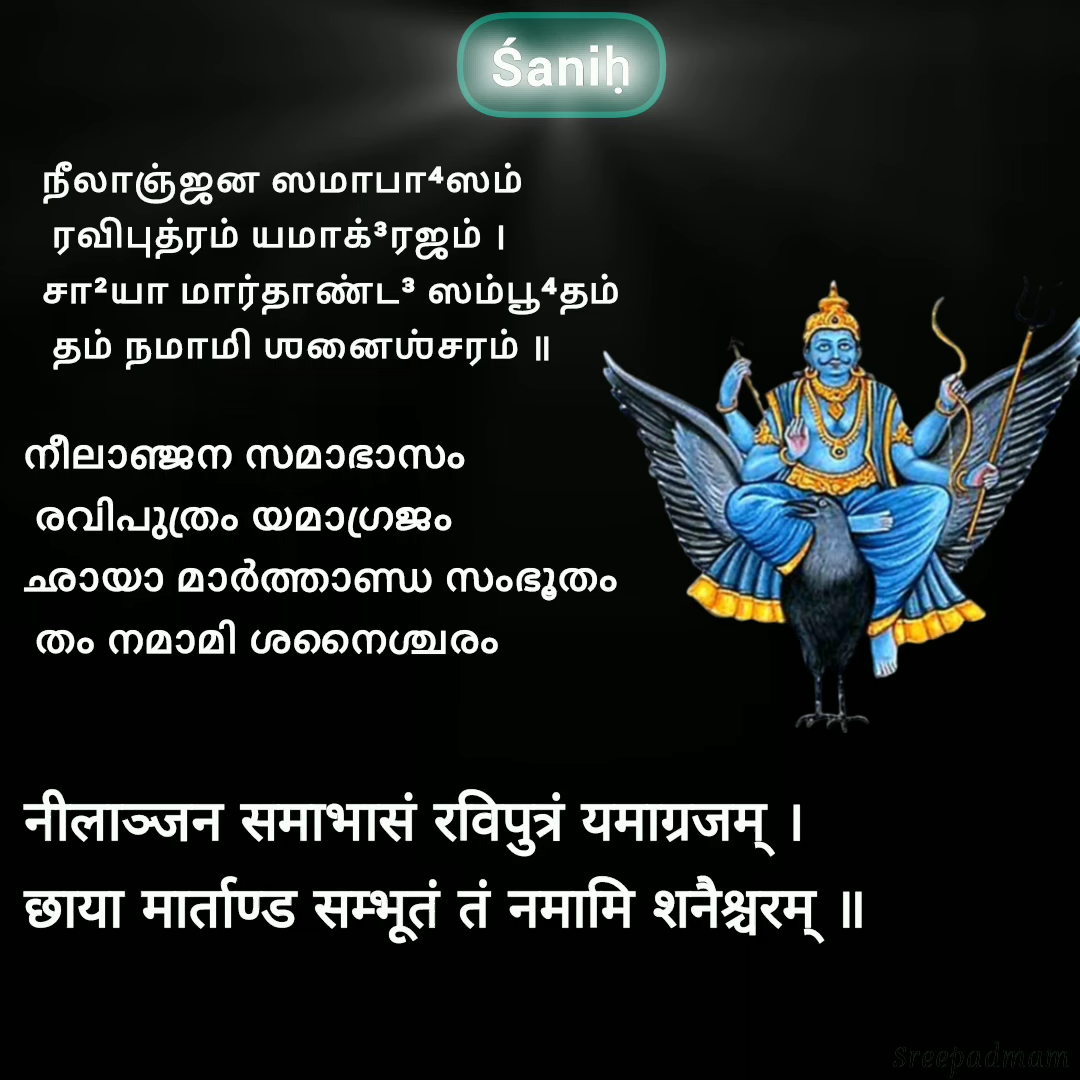 Śaniḥ
நீலாஞ்ஜன ஸமாபா⁴ஸம்
ரவிபுத்ரம் யமாக்³ரஜம் ।
சா²யா மார்தாண்ட³ ஸம்பூ⁴தம்
தம் நமாமி ஶனைஶ்சரம் ॥
നീലാഞ്ജന സമാഭാസം
രവിപുത്രം യമാഗ്രജം
ഛായാ മാർത്താണ്ഡ സംഭൂതം
തം നമാമി ശനൈശ്ചരം
नीलाञ्जन समाभासं रविपुत्रं यमाग्रजम् ।
छाया मार्ताण्ड सम्भूतं तं नमामि शनैश्चरम् ॥
Sreepadmam